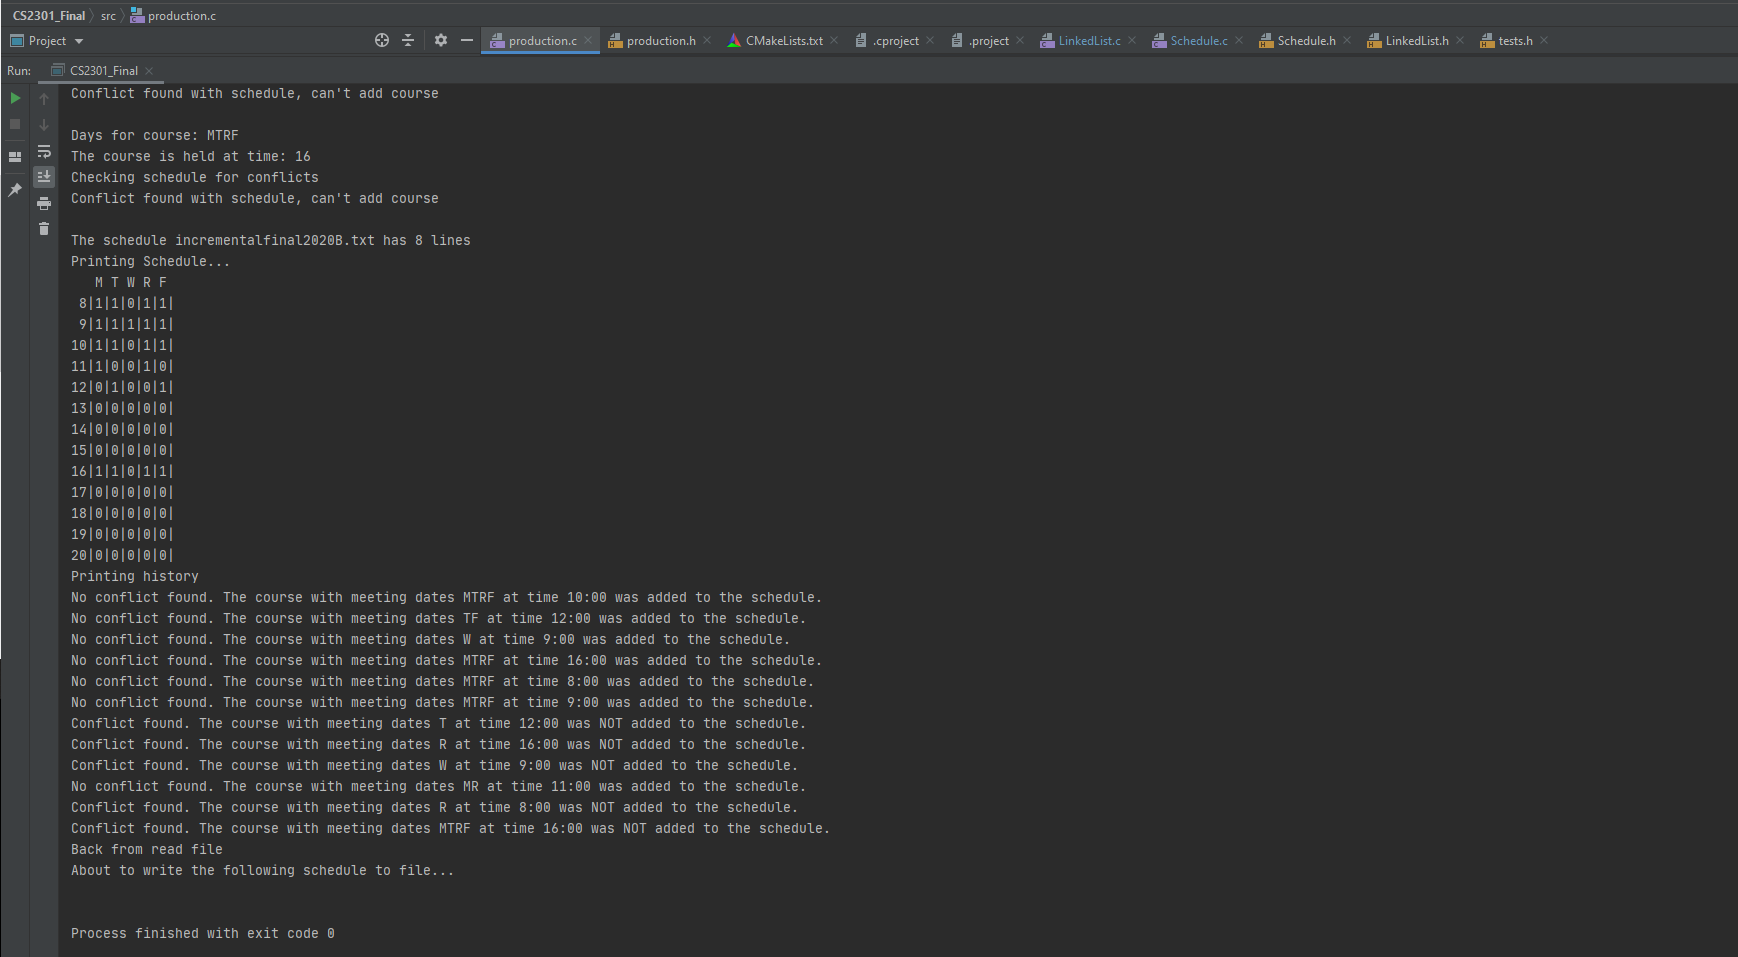 CS2301_Final src production.c
Project production.c production.h CMakeLists.txt .cproject .project LinkedList.c Schedule.c Schedule.h LinkedList.h tests.h
Run: CS2301_Final
Conflict found with schedule, can't add course
Days for course: MTRF
The course is held at time: 16
Checking schedule for conflicts
Conflict found with schedule, can't add course
The schedule incrementalfinal2020B.txt has 8 lines
Printing Schedule...
M T W R F
8|1|1|0|1|1|
9|1|1|1|1|1|
10|1|1|0|1|1|
11|1|0|0|1|0|
12|0|1|0|0|1|
13|0|0|0|0|0|
14|0|0|0|0|0|
15|0|0|0|0|0|
16|1|1|0|1|1|
17|0|0|0|0|0|
18|0|0|0|0|0|
19|0|0|0|0|0|
20|0|0|0|0|0|
Printing history
No conflict found. The course with meeting dates MTRF at time 10:00 was added to the schedule.
No conflict found. The course with meeting dates TF at time 12:00 was added to the schedule.
No conflict found. The course with meeting dates W at time 9:00 was added to the schedule.
No conflict found. The course with meeting dates MTRF at time 16:00 was added to the schedule.
No conflict found. The course with meeting dates MTRF at time 8:00 was added to the schedule.
No conflict found. The course with meeting dates MTRF at time 9:00 was added to the schedule.
Conflict found. The course with meeting dates T at time 12:00 was NOT added to the schedule.
Conflict found. The course with meeting dates R at time 16:00 was NOT added to the schedule.
Conflict found. The course with meeting dates W at time 9:00 was NOT added to the schedule.
No conflict found. The course with meeting dates MR at time 11:00 was added to the schedule.
Conflict found. The course with meeting dates R at time 8:00 was NOT added to the schedule.
Conflict found. The course with meeting dates MTRF at time 16:00 was NOT added to the schedule.
Back from read file
About to write the following schedule to file...
Process finished with exit code 0